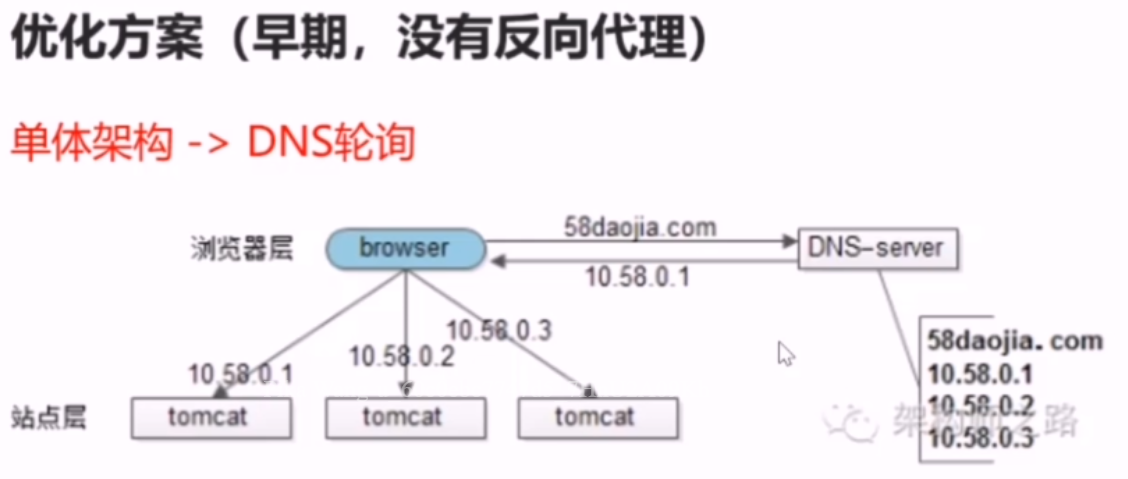 优化方案（早期，没有反向代理）
单体架构 -> DNS轮询
58daojia.com
浏览器层
browser
DNS-server
10.58.0.1
10.58.0.3
10.58.0.2
10.58.0.1
58daojia.com
10.58.0.1
10.58.0.2
10.58.0.3
站点层
tomcat
tomcat
tomcat
架构师之路